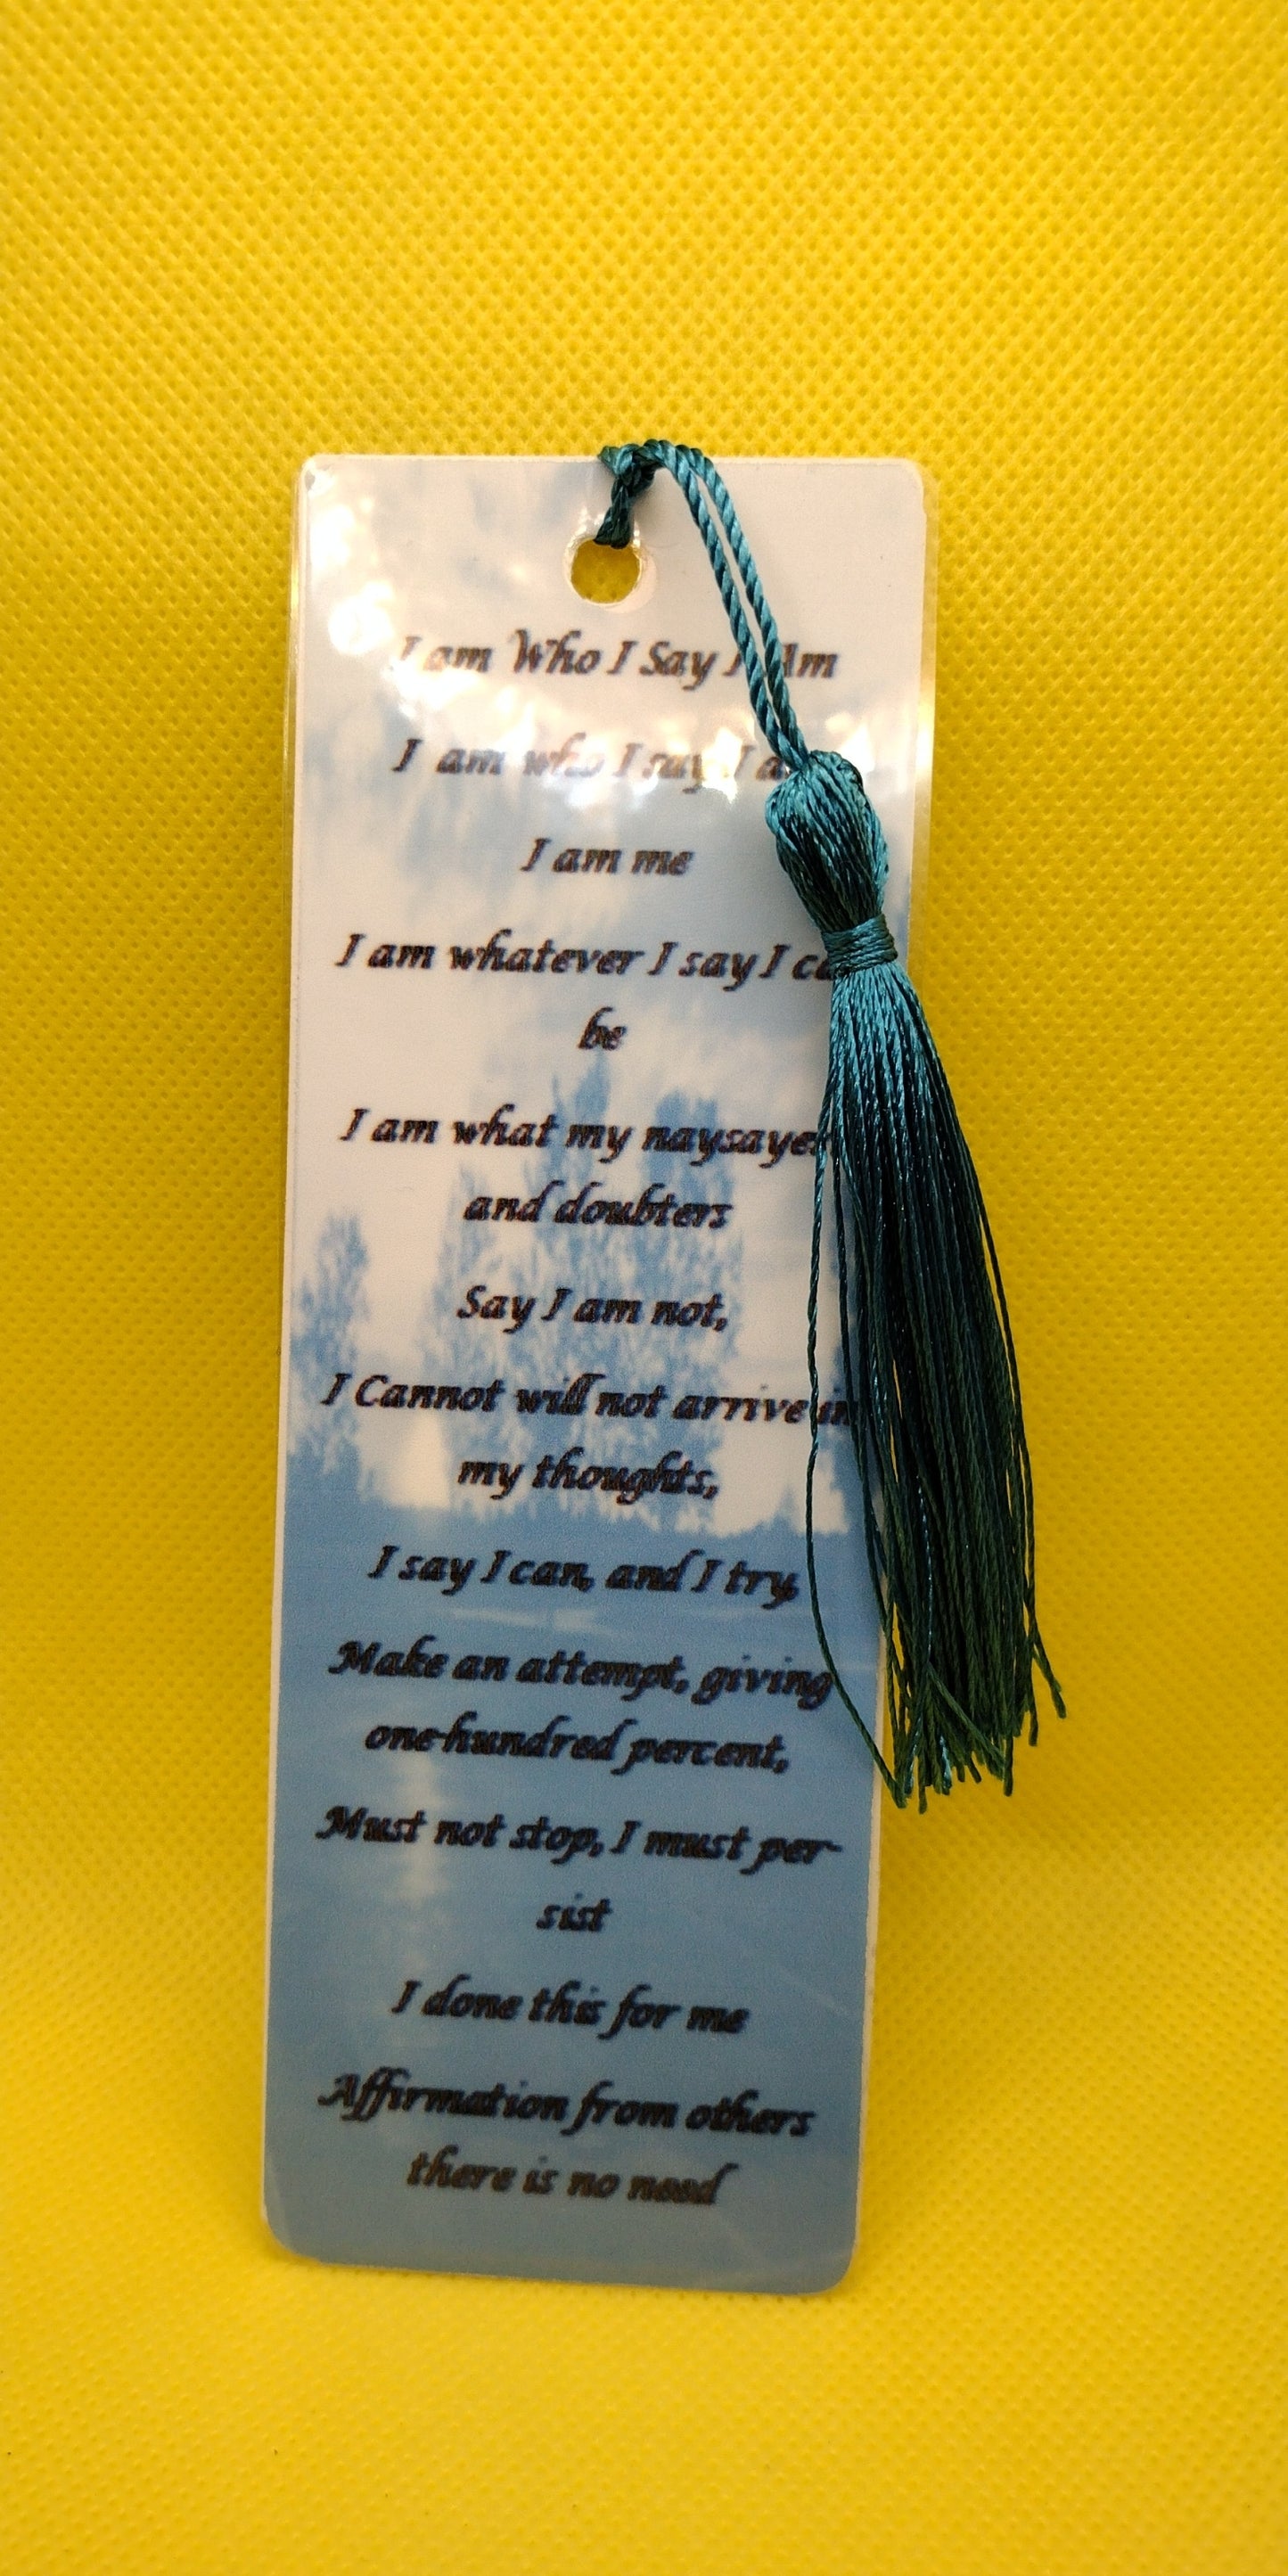 I am Who I Say I Am
I am who I say I a
I am me
I am whatever I say I ca
be
I am what my naysayer
and doubters
Say I am not,
I Cannot will not arrive in
my thoughts,
I say I can, and I try,
Make an attempt, giving
one-hundred percent,
Must not stop, I must per-
sist
I done this for me
Affirmation from others
there is no need